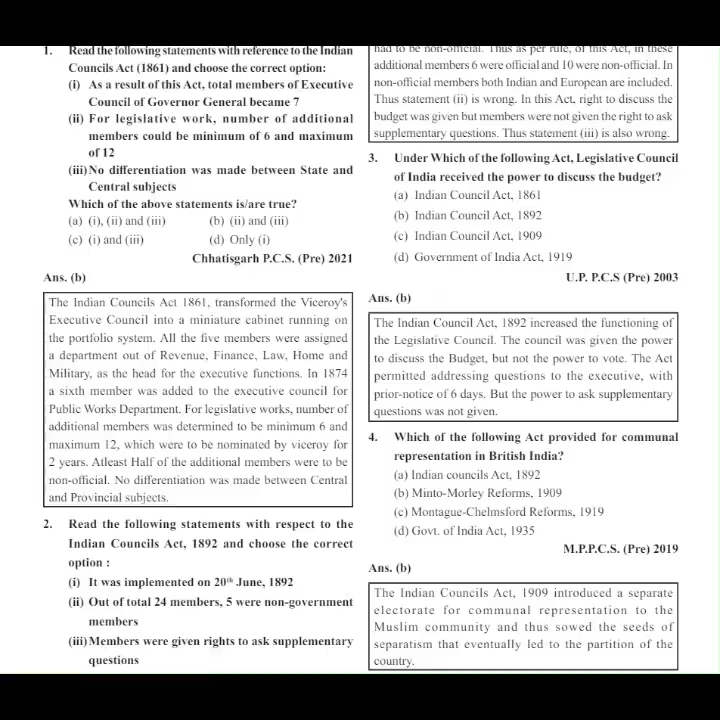 1. Read the following statements with reference to the Indian
Councils Act (1861) and choose the correct option:
(i) As a result of this Act, total members of Executive
Council of Governor General became 7
(ii) For legislative work, number of additional
members could be minimum of 6 and maximum
of 12
(iii) No differentiation was made between State and
Central subjects
Which of the above statements is/are true?
(a) (i), (ii) and (iii) (b) (ii) and (iii)
(c) (i) and (iii) (d) Only (i)
Chhatisgarh P.C.S. (Pre) 2021
Ans. (b)
The Indian Councils Act 1861, transformed the Viceroy's
Executive Council into a miniature cabinet running on
the portfolio system. All the five members were assigned
a department out of Revenue, Finance, Law, Home and
Military, as the head for the executive functions. In 1874
a sixth member was added to the executive council for
Public Works Department. For legislative works, number of
additional members was determined to be minimum 6 and
maximum 12, which were to be nominated by viceroy for
2 years. Atleast Half of the additional members were to be
non-official. No differentiation was made between Central
and Provincial subjects.
2. Read the following statements with respect to the
Indian Councils Act, 1892 and choose the correct
option :
(i) It was implemented on 20th June, 1892
(ii) Out of total 24 members, 5 were non-government
members
(iii) Members were given rights to ask supplementary
questions
had to be non-official. Thus as per rule, of this Act, in these
additional members 6 were official and 10 were non-official. In
non-official members both Indian and European are included.
Thus statement (ii) is wrong. In this Act, right to discuss the
budget was given but members were not given the right to ask
supplementary questions. Thus statement (iii) is also wrong.
3. Under Which of the following Act, Legislative Council
of India received the power to discuss the budget?
(a) Indian Council Act, 1861
(b) Indian Council Act, 1892
(c) Indian Council Act, 1909
(d) Government of India Act, 1919
U.P. P.C.S (Pre) 2003
Ans. (b)
The Indian Council Act, 1892 increased the functioning of
the Legislative Council. The council was given the power
to discuss the Budget, but not the power to vote. The Act
permitted addressing questions to the executive, with
prior-notice of 6 days. But the power to ask supplementary
questions was not given.
4. Which of the following Act provided for communal
representation in British India?
(a) Indian councils Act, 1892
(b) Minto-Morley Reforms, 1909
(c) Montague-Chelmsford Reforms, 1919
(d) Govt. of India Act, 1935
M.P.P.C.S. (Pre) 2019
Ans. (b)
The Indian Councils Act, 1909 introduced a separate
electorate for communal representation to the
Muslim community and thus sowed the seeds of
separatism that eventually led to the partition of the
country.